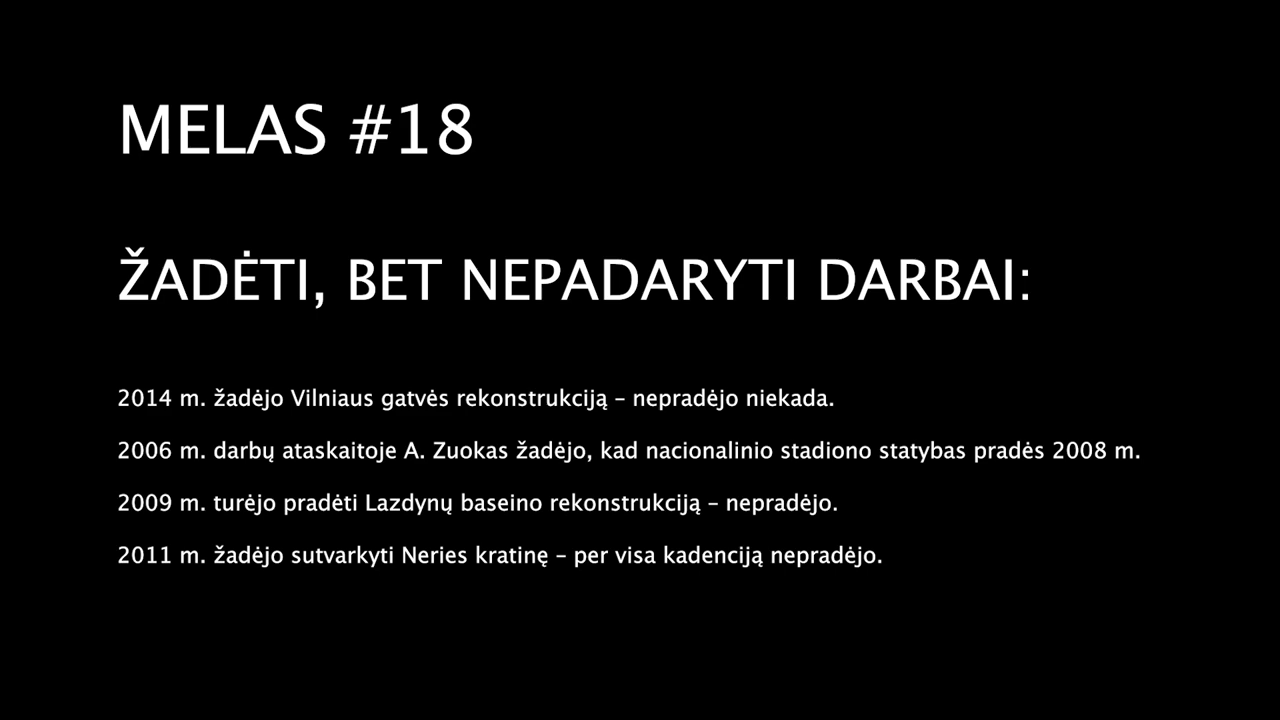 MELAS #18
ŽADĖTI, BET NEPADARYTI DARBAI:
2014 m. žadėjo Vilniaus gatvės rekonstrukciją – nepradėjo niekada.
2006 m. darbų ataskaitoje A. Zuokas žadėjo, kad nacionalinio stadiono statybas pradės 2008 m.
2009 m. turėjo pradėti Lazdynų baseino rekonstrukciją – nepradėjo.
2011 m. žadėjo sutvarkyti Neries kratinę – per visa kadenciją nepradėjo.